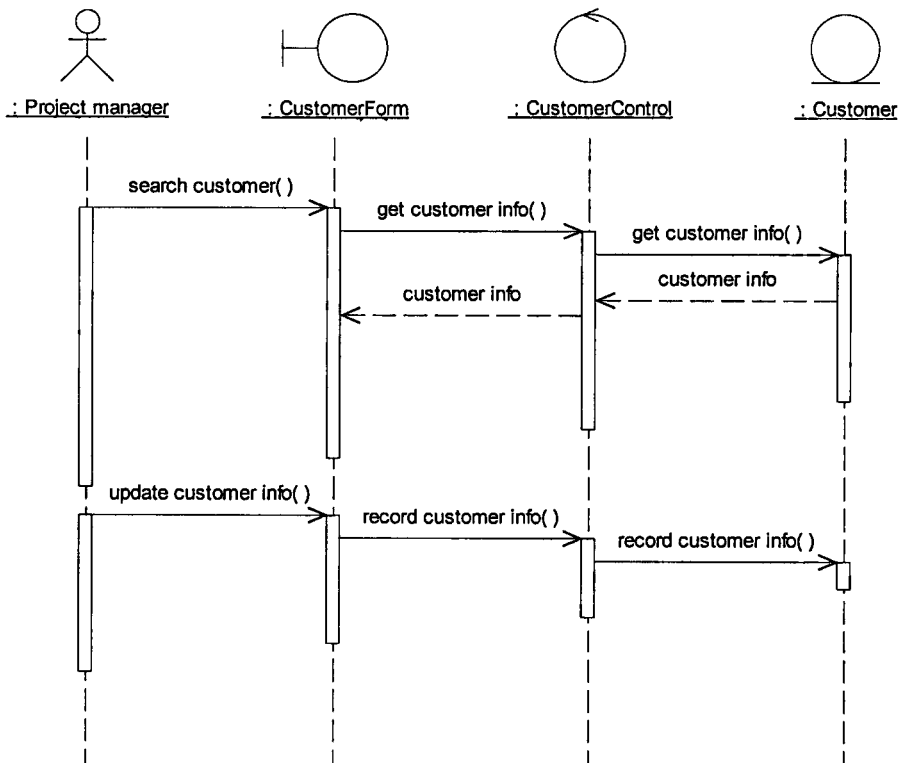 : Project manager
: CustomerForm
: CustomerControl
: Customer
search customer( )
get customer info( )
get customer info( )
customer info
customer info
update customer info( )
record customer info( )
record customer info( )